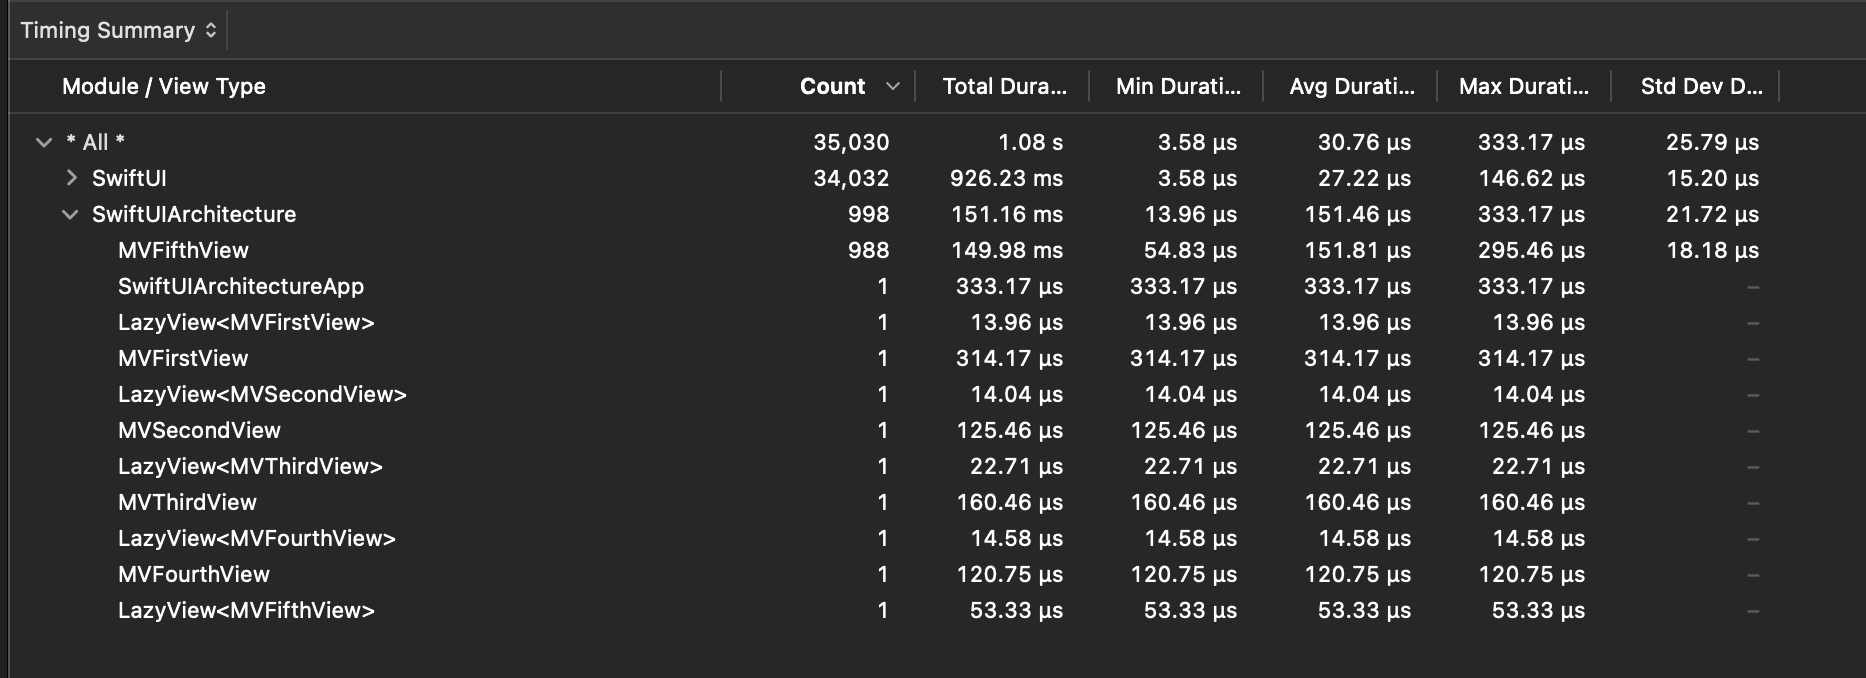 Timing Summary
Module / View Type Count Total Dura... Min Durati... Avg Durati... Max Durati... Std Dev D...
* All * 35,030 1.08 s 3.58 µs 30.76 µs 333.17 µs 25.79 µs
SwiftUI 34,032 926.23 ms 3.58 µs 27.22 µs 146.62 µs 15.20 µs
SwiftUIArchitecture 998 151.16 ms 13.96 µs 151.46 µs 333.17 µs 21.72 µs
MVFifthView 988 149.98 ms 54.83 µs 151.81 µs 295.46 µs 18.18 µs
SwiftUIArchitectureApp 1 333.17 µs 333.17 µs 333.17 µs 333.17 µs –
LazyView<MVFirstView> 1 13.96 µs 13.96 µs 13.96 µs 13.96 µs –
MVFirstView 1 314.17 µs 314.17 µs 314.17 µs 314.17 µs –
LazyView<MVSecondView> 1 14.04 µs 14.04 µs 14.04 µs 14.04 µs –
MVSecondView 1 125.46 µs 125.46 µs 125.46 µs 125.46 µs –
LazyView<MVThirdView> 1 22.71 µs 22.71 µs 22.71 µs 22.71 µs –
MVThirdView 1 160.46 µs 160.46 µs 160.46 µs 160.46 µs –
LazyView<MVFourthView> 1 14.58 µs 14.58 µs 14.58 µs 14.58 µs –
MVFourthView 1 120.75 µs 120.75 µs 120.75 µs 120.75 µs –
LazyView<MVFifthView> 1 53.33 µs 53.33 µs 53.33 µs 53.33 µs –